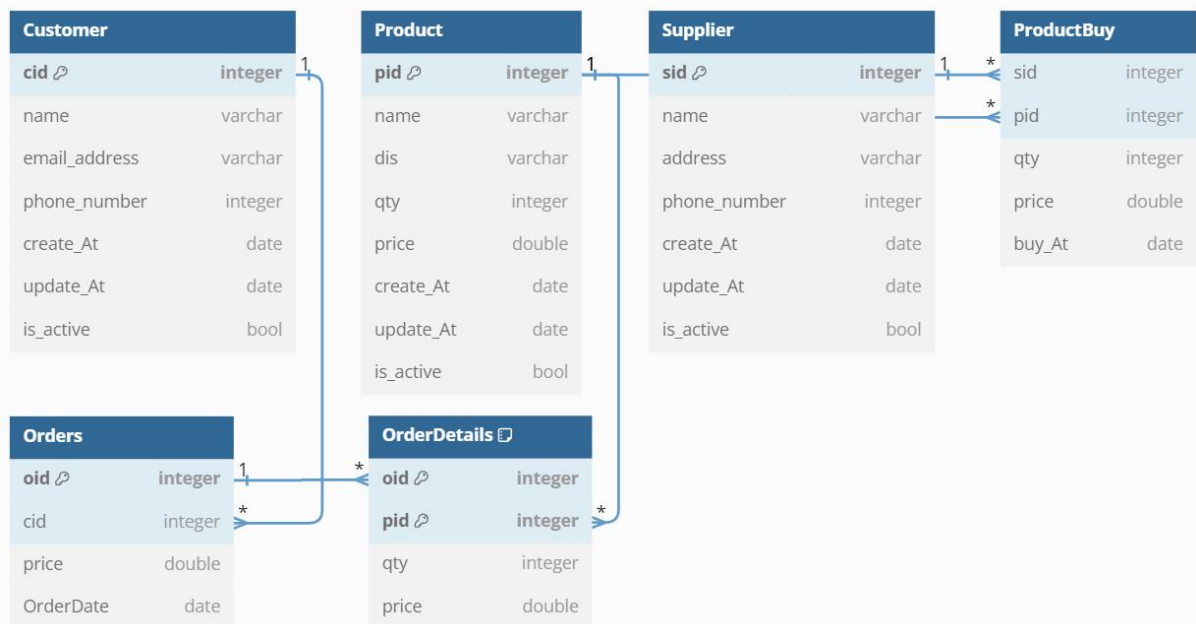 Customer
cid integer
name varchar
email_address varchar
phone_number integer
create_At date
update_At date
is_active bool
Product
pid integer
name varchar
dis varchar
qty integer
price double
create_At date
update_At date
is_active bool
Supplier
sid integer
name varchar
address varchar
phone_number integer
create_At date
update_At date
is_active bool
ProductBuy
sid integer
pid integer
qty integer
price double
buy_At date
1
1
1
*
*
Orders
oid integer
cid integer
price double
OrderDate date
OrderDetails
oid integer
pid integer
qty integer
price double
1
*
*
*